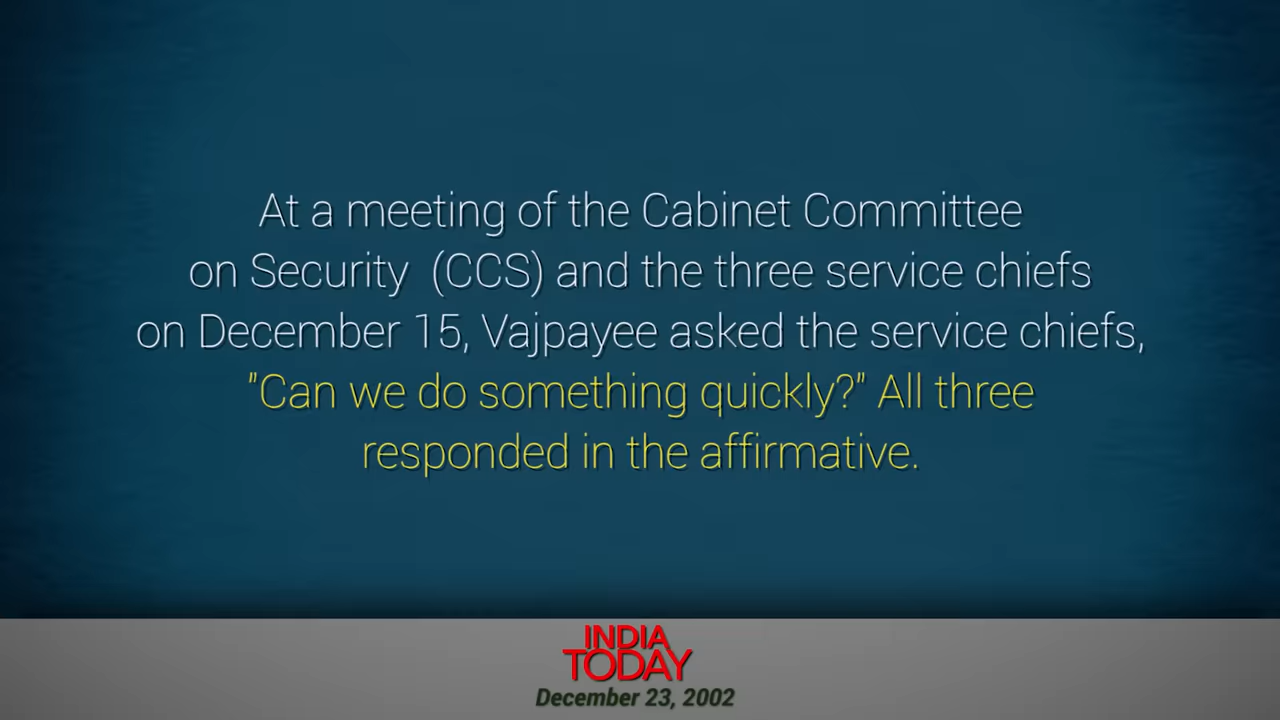 At a meeting of the Cabinet Committee
on Security (CCS) and the three service chiefs
on December 15, Vajpayee asked the service chiefs,
"Can we do something quickly?" All three
responded in the affirmative.
INDIA
TODAY
December 23, 2002